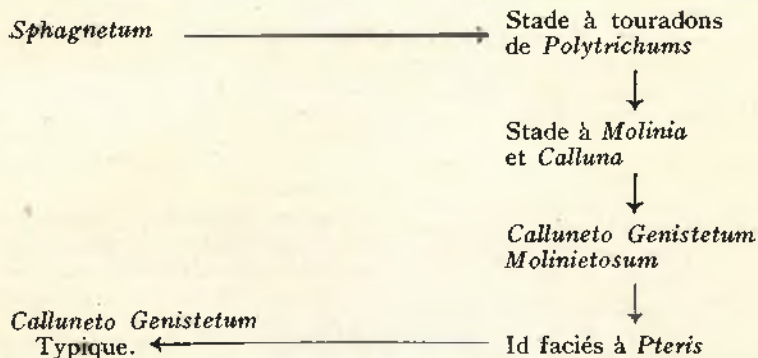 Sphagnetum
Stade à touradons
de Polytrichums
Stade à Molinia
et Calluna
Calluneto Genistetum
Molinietosum
Id faciés à Pteris
Calluneto Genistetum
Typique.